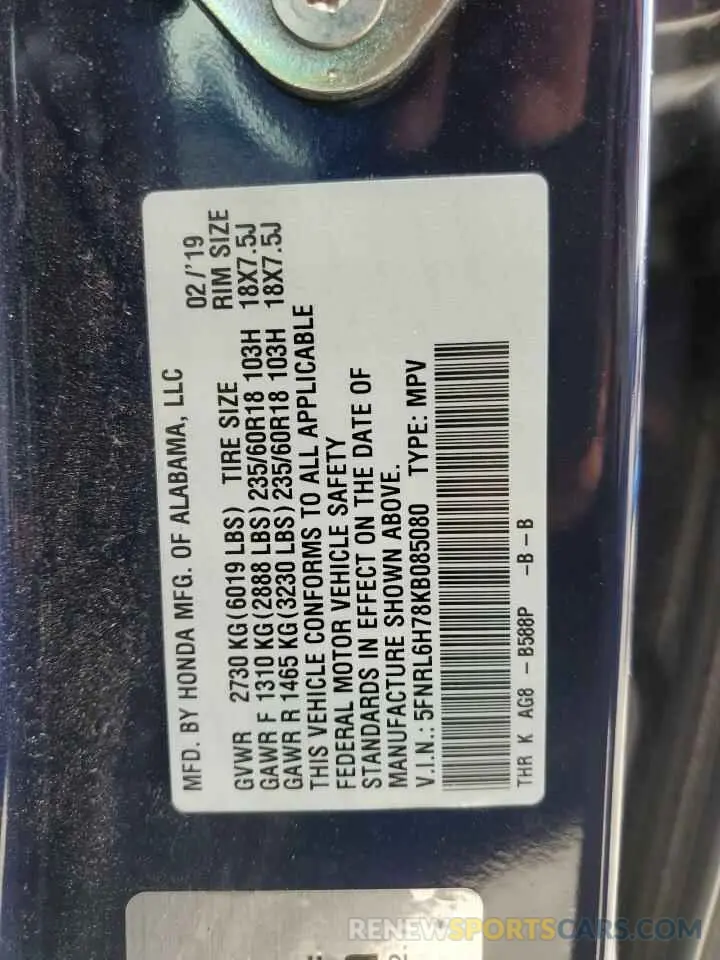 MFD. BY HONDA MFG. OF ALABAMA, LLC 02/'19
GVWR 2730 KG (6019 LBS) TIRE SIZE RIM SIZE
GAWR F 1310 KG (2888 LBS) 235/60R18 103H 18X7.5J
GAWR R 1465 KG (3230 LBS) 235/60R18 103H 18X7.5J
THIS VEHICLE CONFORMS TO ALL APPLICABLE
FEDERAL MOTOR VEHICLE SAFETY
STANDARDS IN EFFECT ON THE DATE OF
MANUFACTURE SHOWN ABOVE.
V.I.N.: 5FNRL6H78KB085080 TYPE: MPV
THR K AG8 - B588P - B - B
RENEWSPORTSCARS.COM